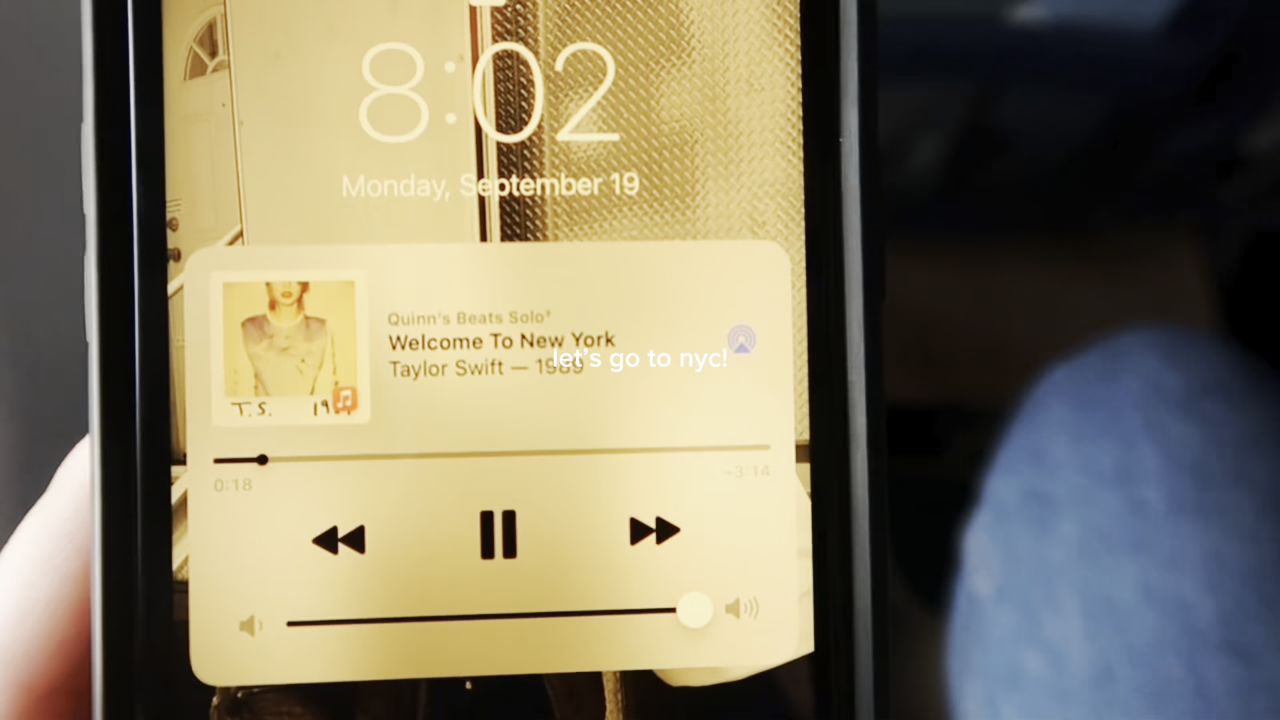 8:02
Monday, September 19
Quinn's Beats Solo³
Welcome To New York
Taylor Swift — 1989
let's go to nyc!
T.S.
0:18
-3:14